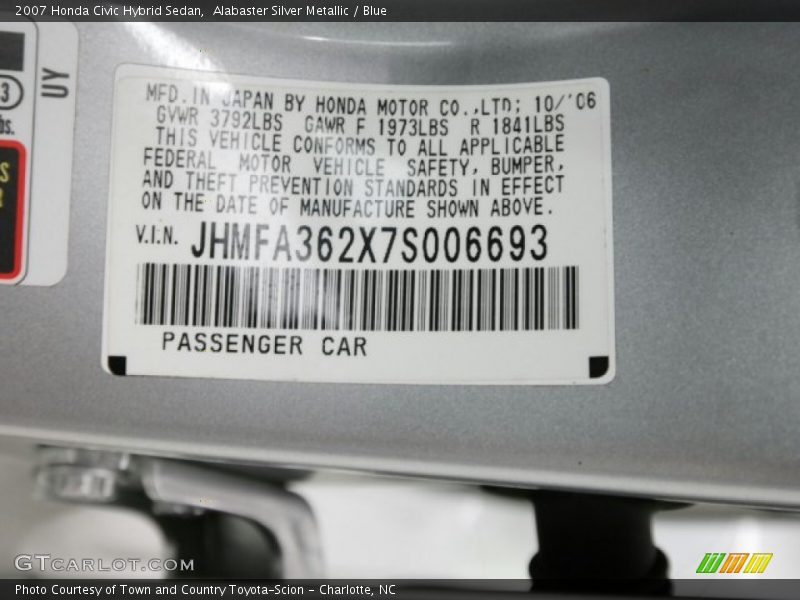 2007 Honda Civic Hybrid Sedan,  Alabaster Silver Metallic / Blue
3
bs.
S
UY
MFD. IN JAPAN BY HONDA MOTOR CO.,LTD: 10/'06
GVWR 3792LBS GAWR F 1973LBS R 1841LBS
THIS VEHICLE CONFORMS TO ALL APPLICABLE
FEDERAL MOTOR VEHICLE SAFETY, BUMPER,
AND THEFT PREVENTION STANDARDS IN EFFECT
ON THE DATE OF MANUFACTURE SHOWN ABOVE.
V.I.N. JHMFA362X7S006693
PASSENGER CAR
GTCARLOT.COM
Photo Courtesy of Town and Country Toyota-Scion - Charlotte, NC